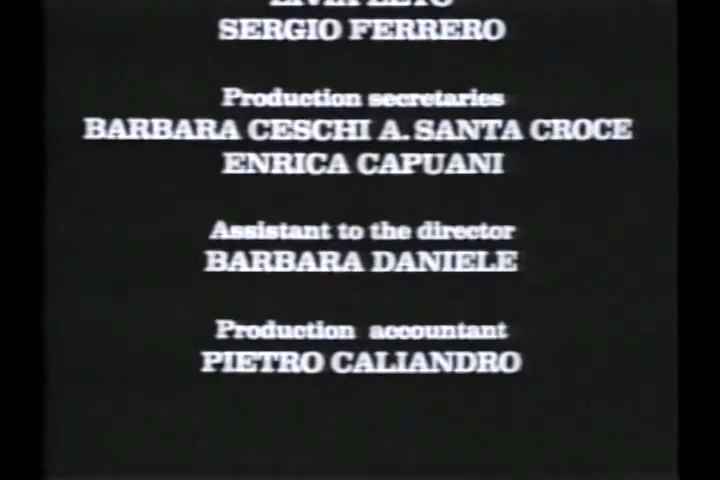 SERGIO FERRERO
Production secretaries
BARBARA CESCHI A. SANTA CROCE
ENRICA CAPUANI
Assistant to the director
BARBARA DANIELE
Production accountant
PIETRO CALIANDRO